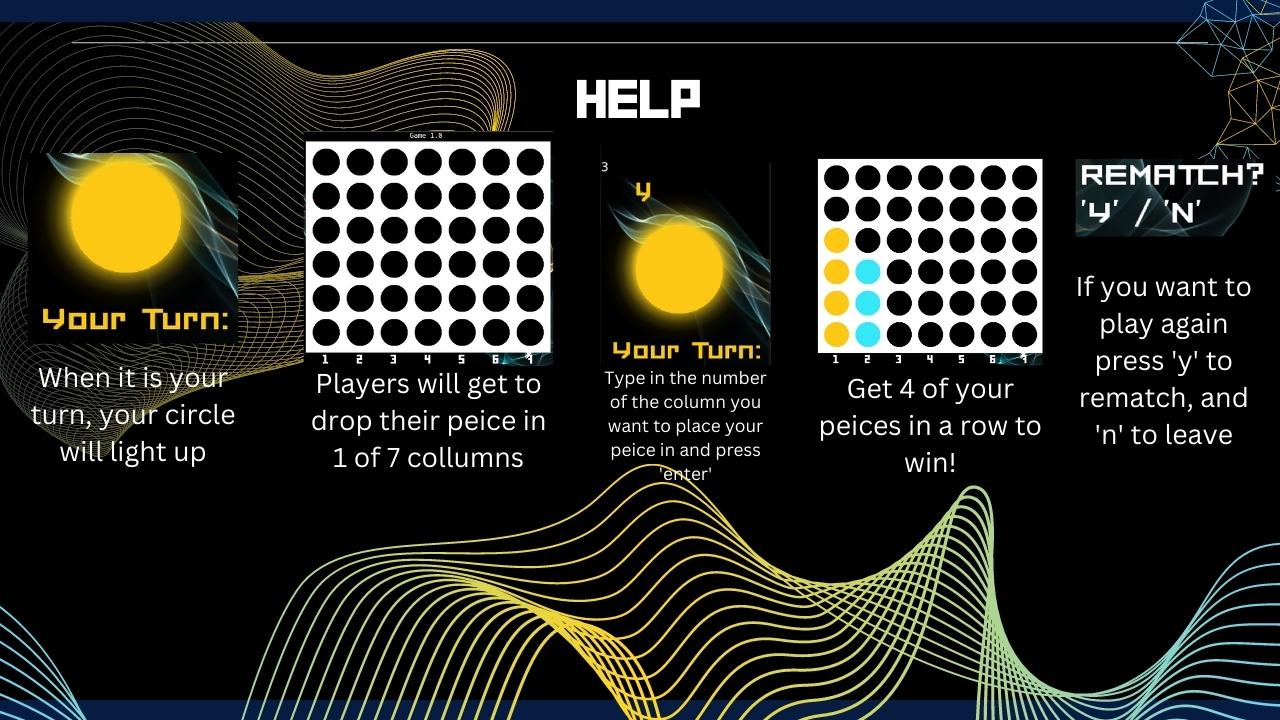 HELP
Your Turn:
When it is your
turn, your circle
will light up
Game 1.0
1 2 3 4 5 6
Players will get to
drop their peice in
1 of 7 collumns
3
y
Your Turn:
Type in the number
of the column you
want to place your
peice in and press
'enter'
1 2 3 4 5 6
Get 4 of your
peices in a row to
win!
REMATCH?
'Y' / 'N'
If you want to
play again
press 'y' to
rematch, and
'n' to leave